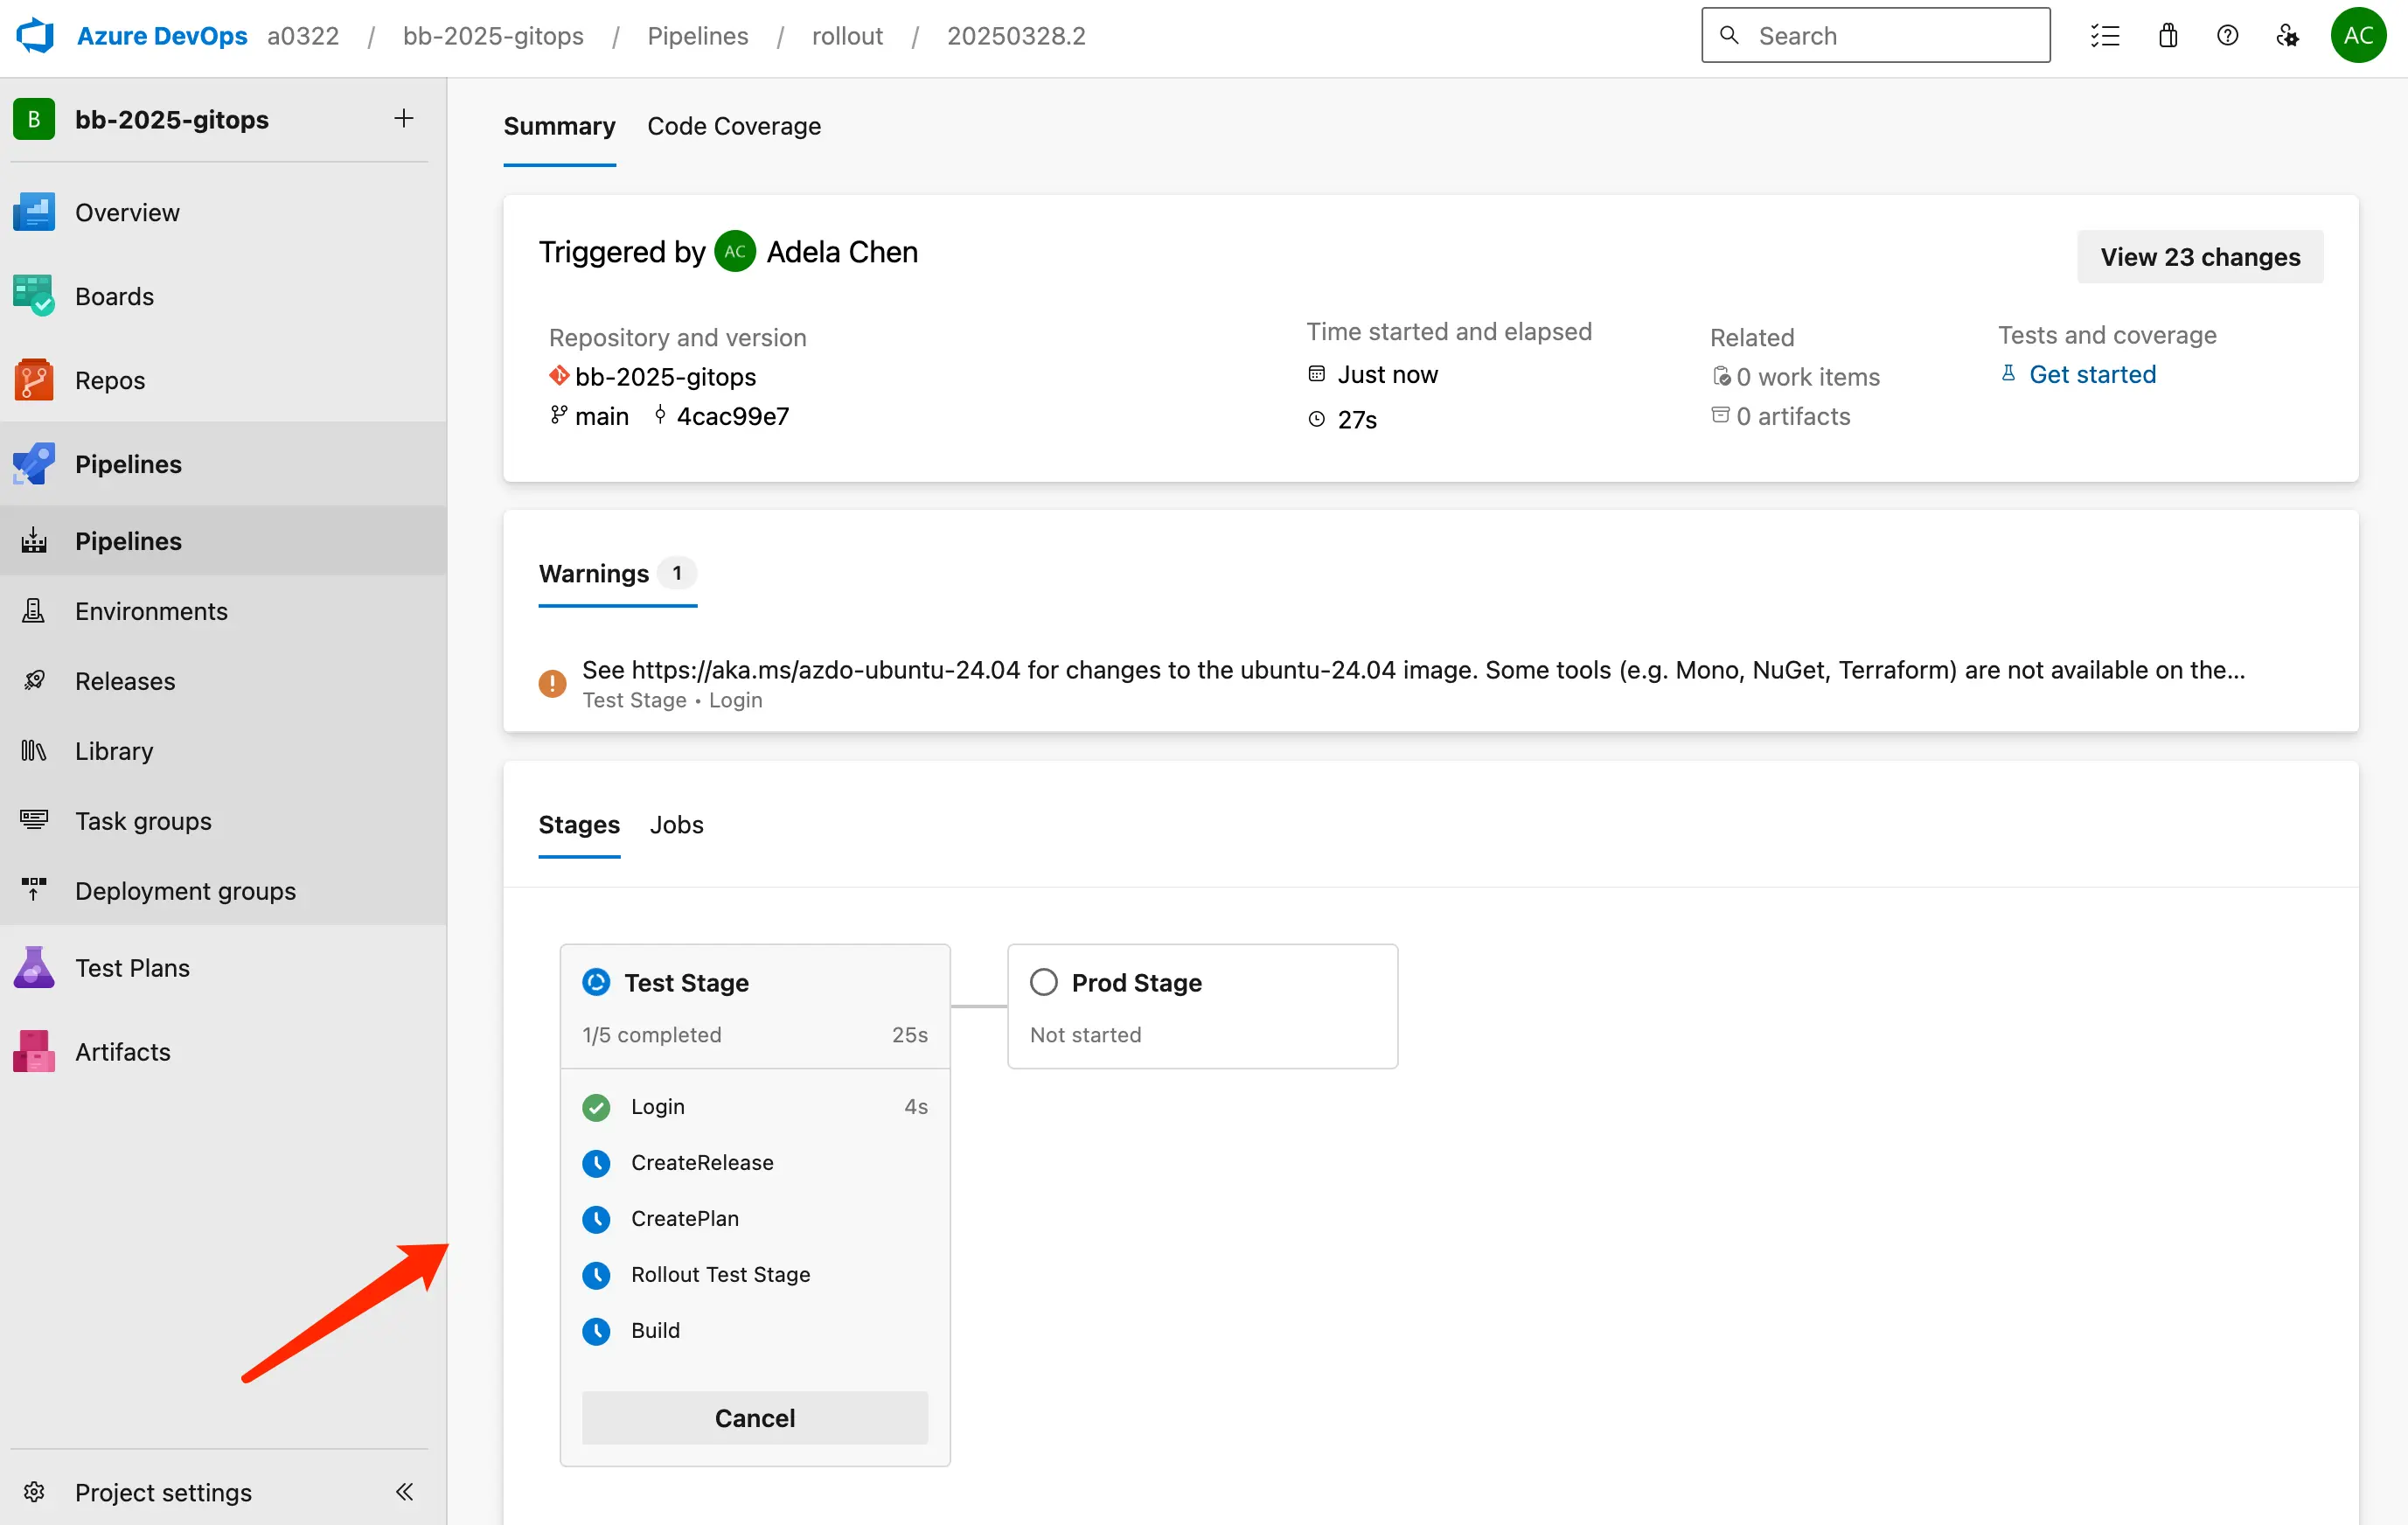 Azure DevOps a0322 / bb-2025-gitops / Pipelines / rollout / 20250328.2
Search
AC
B bb-2025-gitops
Overview
Boards
Repos
Pipelines
Pipelines
Environments
Releases
Library
Task groups
Deployment groups
Test Plans
Artifacts
Project settings
Summary Code Coverage
Triggered by AC Adela Chen
View 23 changes
Repository and version
bb-2025-gitops
main 4cac99e7
Time started and elapsed
Just now
27s
Related
0 work items
0 artifacts
Tests and coverage
Get started
Warnings 1
See https://aka.ms/azdo-ubuntu-24.04 for changes to the ubuntu-24.04 image. Some tools (e.g. Mono, NuGet, Terraform) are not available on the...
Test Stage • Login
Stages Jobs
Test Stage
1/5 completed 25s
Login 4s
CreateRelease
CreatePlan
Rollout Test Stage
Build
Cancel
Prod Stage
Not started